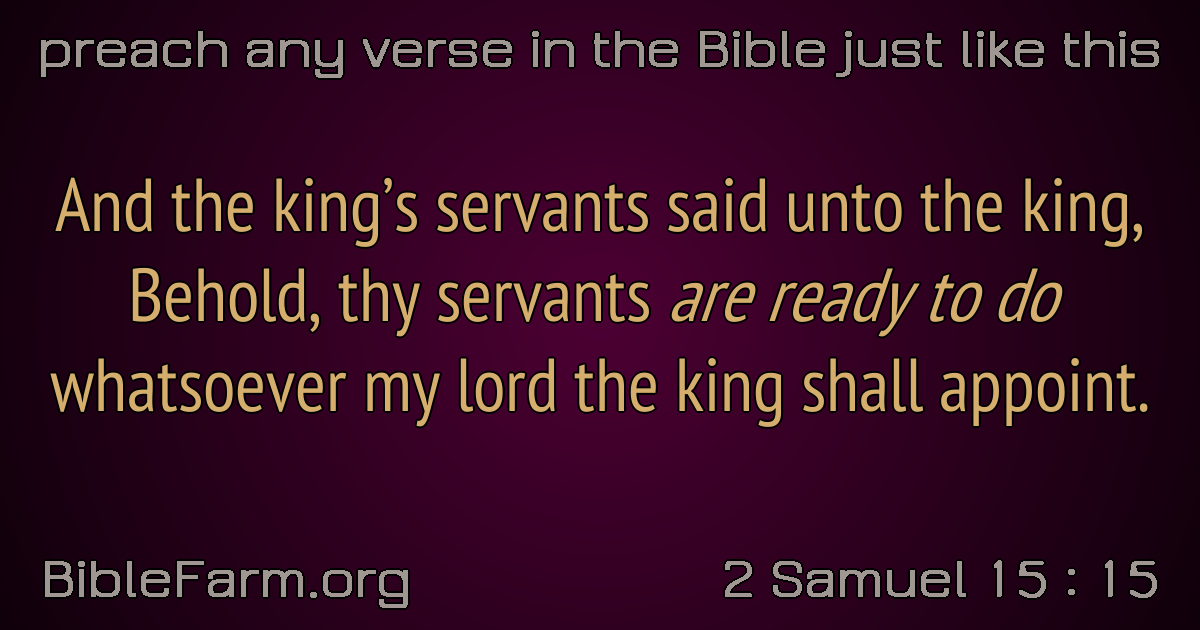 preach any verse in the Bible just like this
And the king’s servants said unto the king,
Behold, thy servants are ready to do
whatsoever my lord the king shall appoint.
BibleFarm.org
2 Samuel 15 : 15